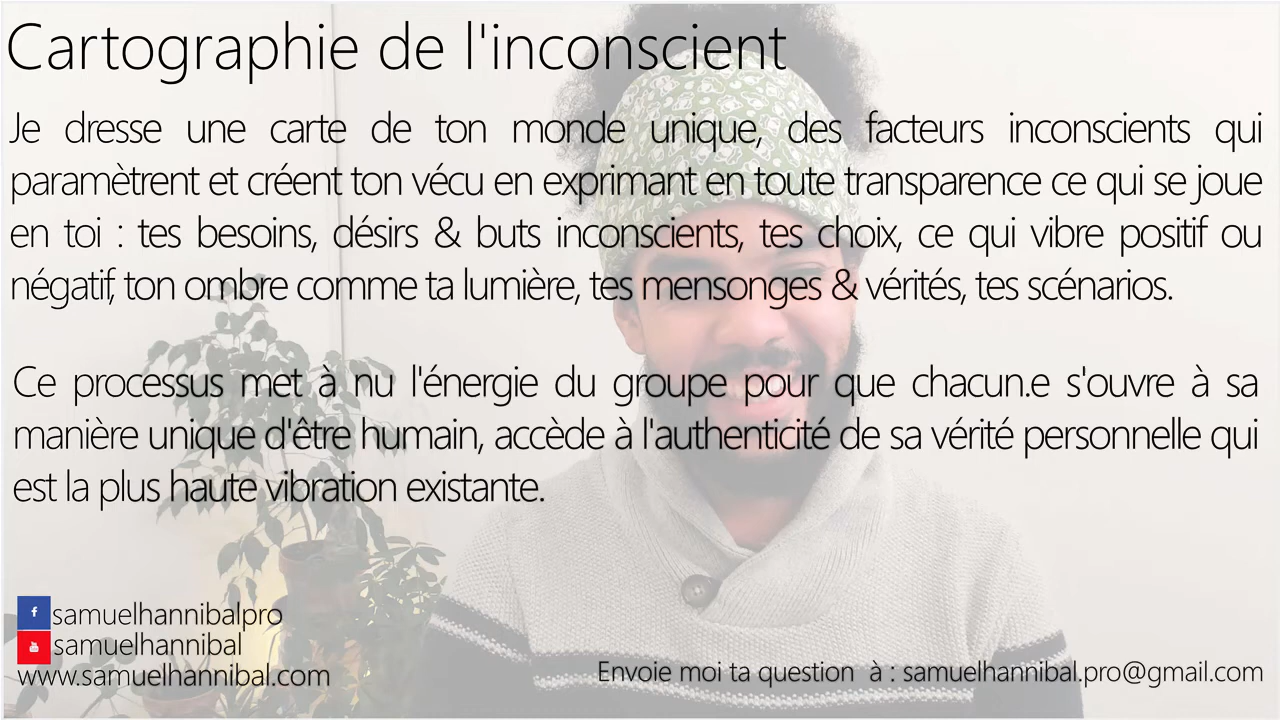 Cartographie de l'inconscient
Je dresse une carte de ton monde unique, des facteurs inconscients qui
paramètrent et créent ton vécu en exprimant en toute transparence ce qui se joue
en toi : tes besoins, désirs & buts inconscients, tes choix, ce qui vibre positif ou
négatif, ton ombre comme ta lumière, tes mensonges & vérités, tes scénarios.
Ce processus met à nu l'énergie du groupe pour que chacun.e s'ouvre à sa
manière unique d'être humain, accède à l'authenticité de sa vérité personnelle qui
est la plus haute vibration existante.
f samuelhannibalpro
samuelhannibal
www.samuelhannibal.com
Envoie moi ta question à : samuelhannibal.pro@gmail.com